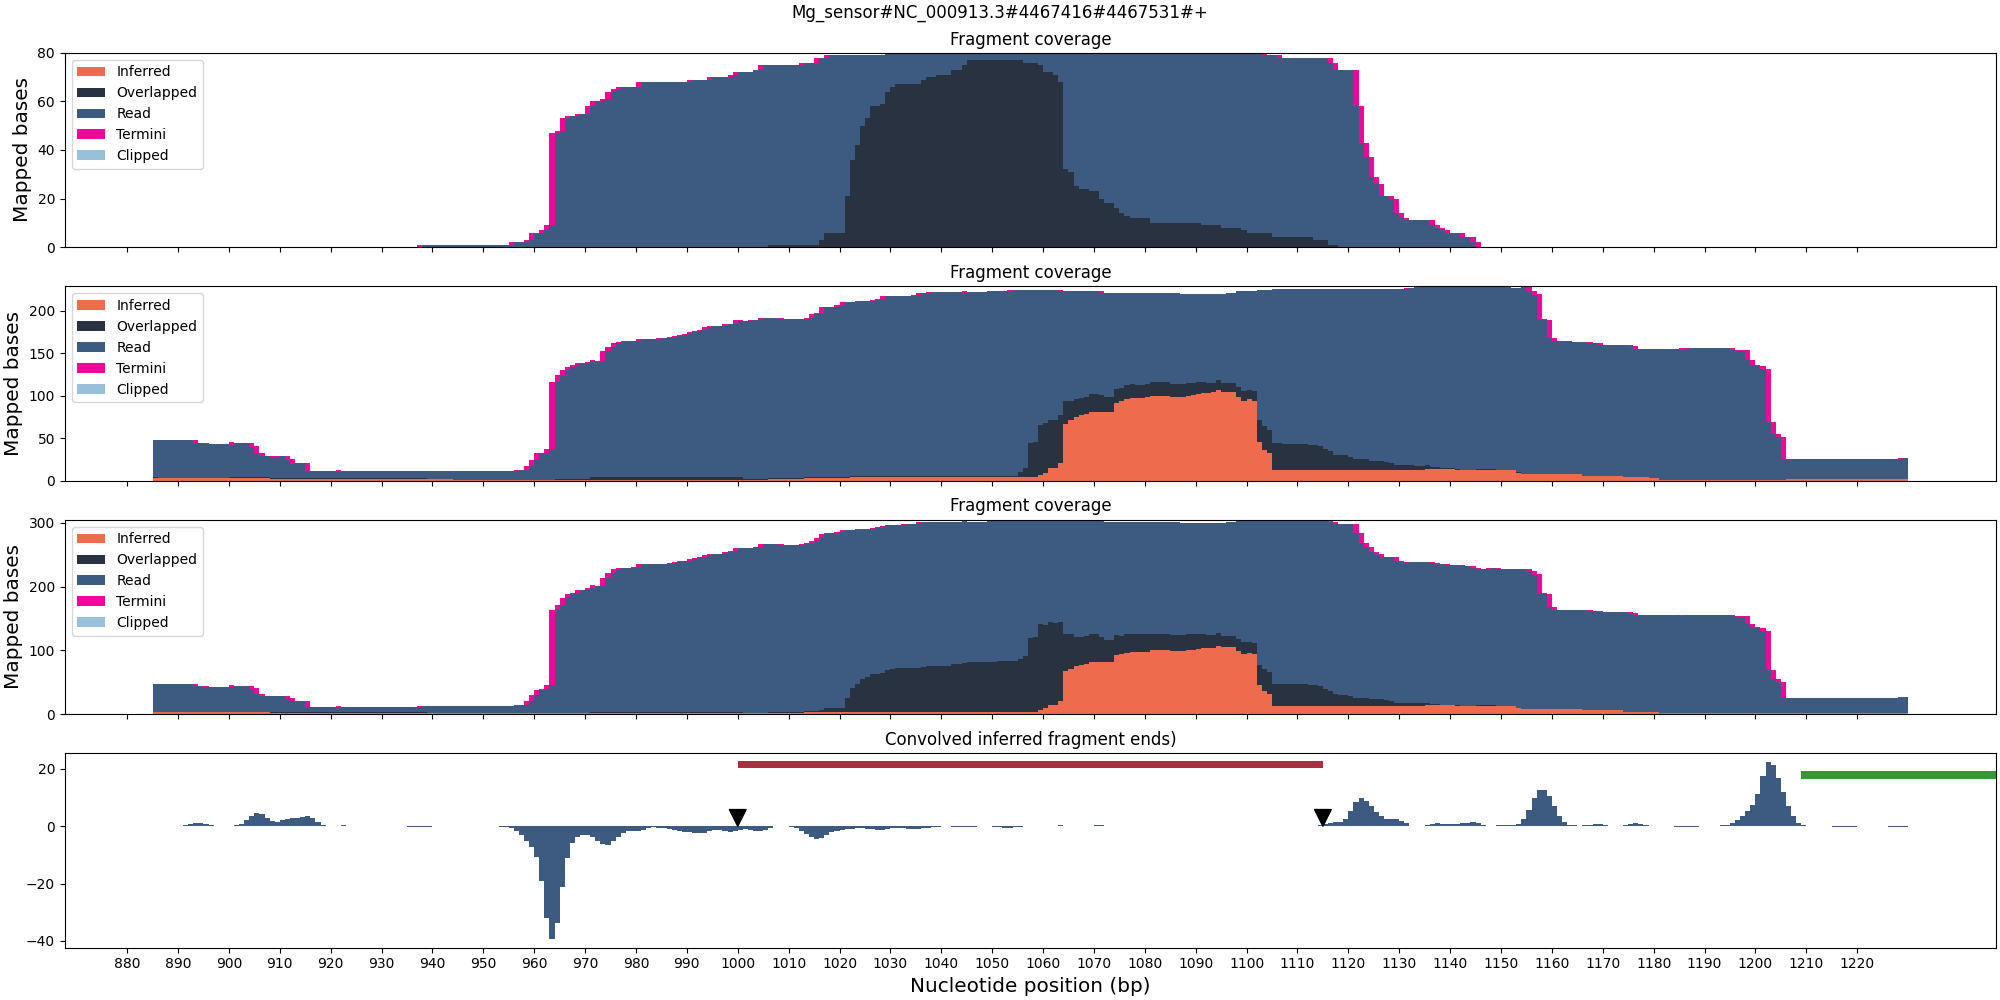 Mg_sensor#NC_000913.3#4467416#4467531#+
Fragment coverage
Mapped bases
80
60
40
20
0
Inferred
Overlapped
Read
Termini
Clipped
Fragment coverage
Mapped bases
200
150
100
50
0
Inferred
Overlapped
Read
Termini
Clipped
Fragment coverage
Mapped bases
300
200
100
0
Inferred
Overlapped
Read
Termini
Clipped
Convolved inferred fragment ends)
20
0
−20
−40
880 890 900 910 920 930 940 950 960 970 980 990 1000 1010 1020 1030 1040 1050 1060 1070 1080 1090 1100 1110 1120 1130 1140 1150 1160 1170 1180 1190 1200 1210 1220
Nucleotide position (bp)